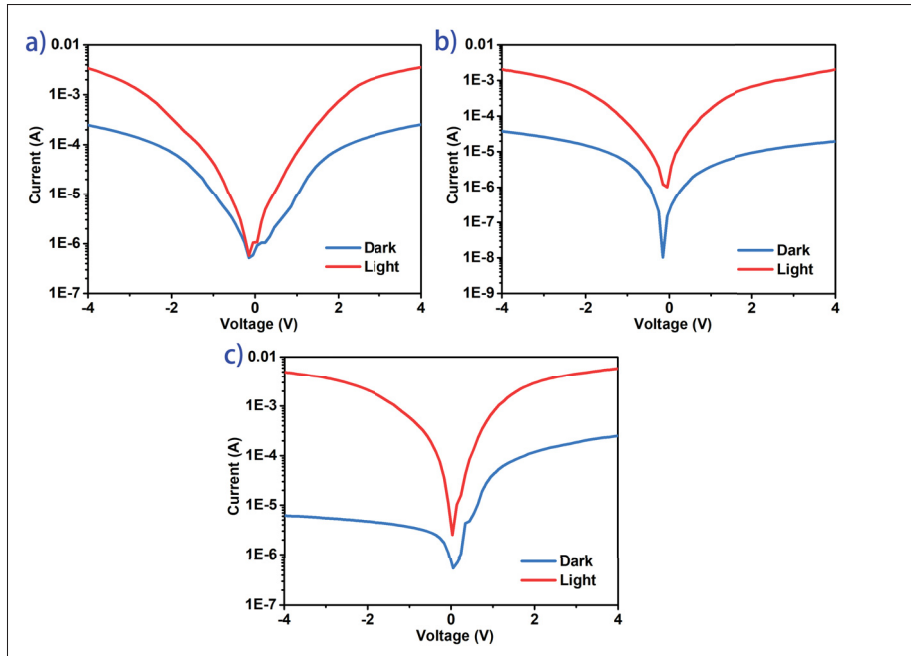 a)
0.01
1E-3
1E-4
1E-5
1E-6
1E-7
Current (A)
Dark
Light
-4 -2 0 2 4
Voltage (V)
b)
0.01
1E-3
1E-4
1E-5
1E-6
1E-7
1E-8
1E-9
Current (A)
Dark
Light
-4 -2 0 2 4
Voltage (V)
c)
0.01
1E-3
1E-4
1E-5
1E-6
1E-7
Current (A)
Dark
Light
-4 -2 0 2 4
Voltage (V)